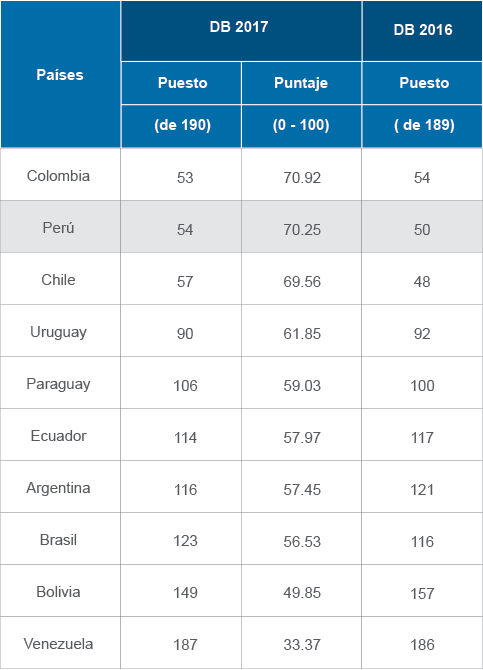 Países DB 2017 DB 2016
Puesto Puntaje Puesto
(de 190) (0 - 100) ( de 189)
Colombia 53 70.92 54
Perú 54 70.25 50
Chile 57 69.56 48
Uruguay 90 61.85 92
Paraguay 106 59.03 100
Ecuador 114 57.97 117
Argentina 116 57.45 121
Brasil 123 56.53 116
Bolivia 149 49.85 157
Venezuela 187 33.37 186